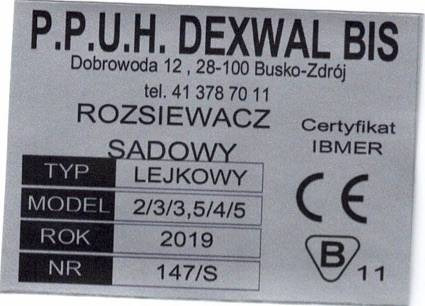 P.P.U.H. DEXWAL BIS
Dobrowoda 12 , 28-100 Busko-Zdrój
tel. 41 378 70 11
ROZSIEWACZ
SADOWY
Certyfikat
IBMER
TYP LEJKOWY
MODEL 2/3/3,5/4/5
ROK 2019
NR 147/S
CE
B 11